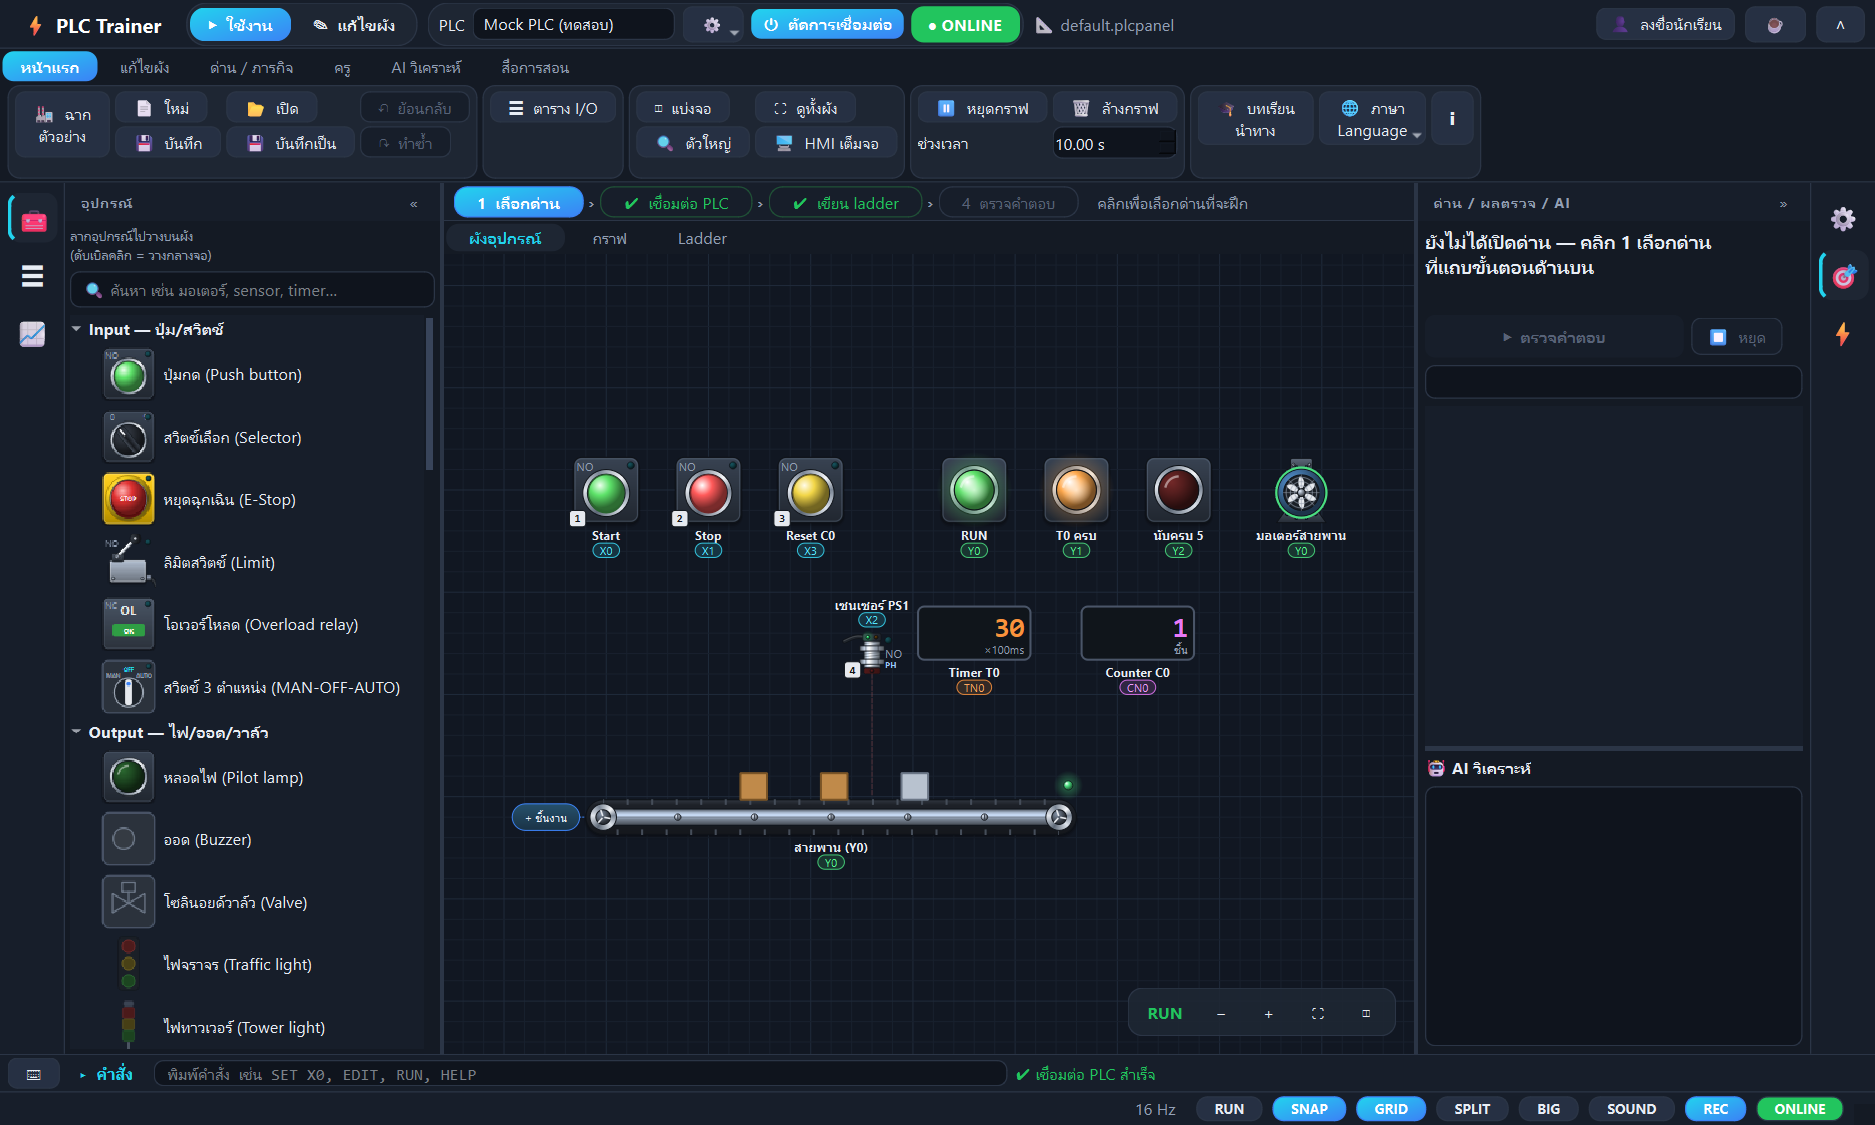 PLC Trainer
ใช้งาน
แก้ไขผัง
PLC
Mock PLC (ทดสอบ)
ตัดการเชื่อมต่อ
● ONLINE
default.plcpanel
ลงชื่อนักเรียน
หน้าแรก
แก้ไขผัง
ด่าน / ภารกิจ
ครู
AI วิเคราะห์
สื่อการสอน
ฉาก
ตัวอย่าง
ใหม่
เปิด
ย้อนกลับ
บันทึก
บันทึกเป็น
ทำซ้ำ
ตาราง I/O
แบ่งจอ
ดูทั้งผัง
ตัวใหญ่
HMI เต็มจอ
หยุดกราฟ
ล้างกราฟ
ช่วงเวลา
10.00 s
บทเรียน
นำทาง
ภาษา
Language
i
อุปกรณ์
«
ลากอุปกรณ์ไปวางบนผัง
(ดับเบิลคลิก = วางกลางจอ)
ค้นหา เช่น มอเตอร์, sensor, timer...
Input — ปุ่ม/สวิตช์
NO
ปุ่มกด (Push button)
สวิตช์เลือก (Selector)
STOP
หยุดฉุกเฉิน (E-Stop)
NO
ลิมิตสวิตช์ (Limit)
NC
OL
โอเวอร์โหลด (Overload relay)
OFF
MAN
AUTO
สวิตช์ 3 ตำแหน่ง (MAN-OFF-AUTO)
Output — ไฟ/ออด/วาล์ว
หลอดไฟ (Pilot lamp)
ออด (Buzzer)
โซลินอยด์วาล์ว (Valve)
ไฟจราจร (Traffic light)
ไฟทาวเวอร์ (Tower light)
1 เลือกด่าน
›
✔ เชื่อมต่อ PLC
›
✔ เขียน ladder
›
4 ตรวจคำตอบ
คลิกเพื่อเลือกด่านที่จะฝึก
ผังอุปกรณ์
กราฟ
Ladder
NO
1
Start
X0
NO
2
Stop
X1
NO
3
Reset C0
X3
RUN
Y0
T0 ครบ
Y1
นับครบ 5
Y2
มอเตอร์สายพาน
Y0
เซนเซอร์ PS1
X2
NO
PH
4
30
×100ms
Timer T0
TN0
1
ชิ้น
Counter C0
CN0
+ ชิ้นงาน
สายพาน (Y0)
Y0
RUN
−
+
ด่าน / ผลตรวจ / AI
»
ยังไม่ได้เปิดด่าน — คลิก 1 เลือกด่าน
ที่แถบขั้นตอนด้านบน
ตรวจคำตอบ
หยุด
AI วิเคราะห์
คำสั่ง
พิมพ์คำสั่ง เช่น SET X0, EDIT, RUN, HELP
✔ เชื่อมต่อ PLC สำเร็จ
16 Hz
RUN
SNAP
GRID
SPLIT
BIG
SOUND
REC
ONLINE